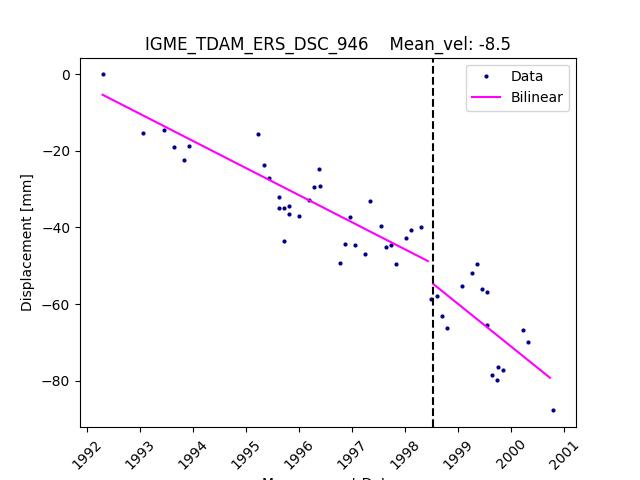 IGME_TDAM_ERS_DSC_946    Mean_vel: -8.5
Data
Bilinear
0
−20
−40
−60
−80
Displacement [mm]
1992 1993 1994 1995 1996 1997 1998 1999 2000 2001